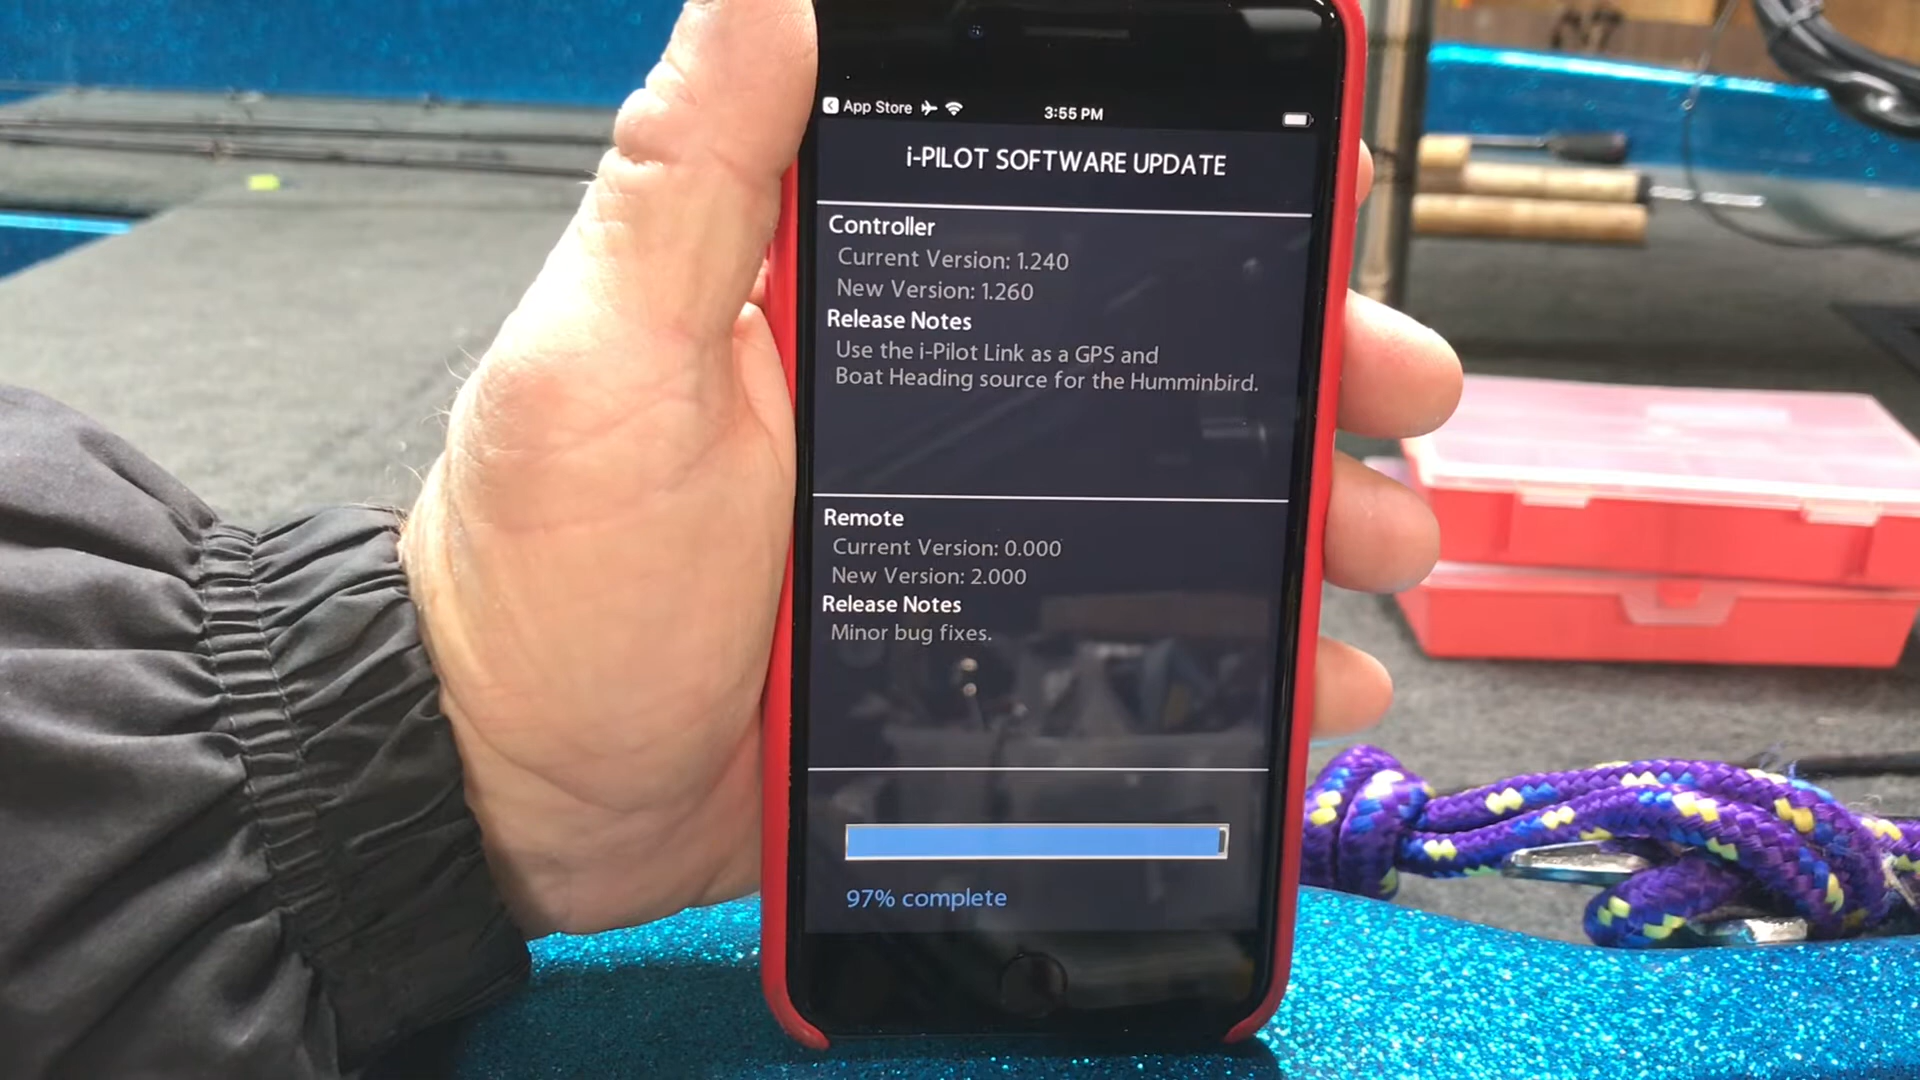 App Store
3:55 PM
i-PILOT SOFTWARE UPDATE
Controller
Current Version: 1.240
New Version: 1.260
Release Notes
Use the i-Pilot Link as a GPS and
Boat Heading source for the Humminbird.
Remote
Current Version: 0.000
New Version: 2.000
Release Notes
Minor bug fixes.
97% complete